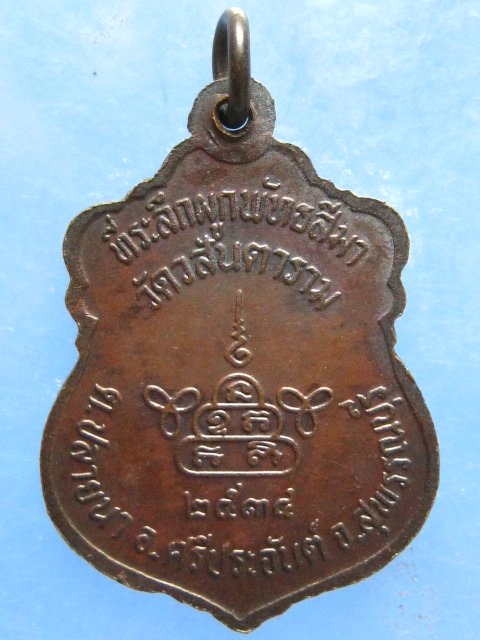 ที่ระลึกผูกพัทธสีมา
วัดวสันตาราม
๒๕๓๔
ต.ปลายนา อ.ศรีประจันต์ จ.สุพรรณบุรี